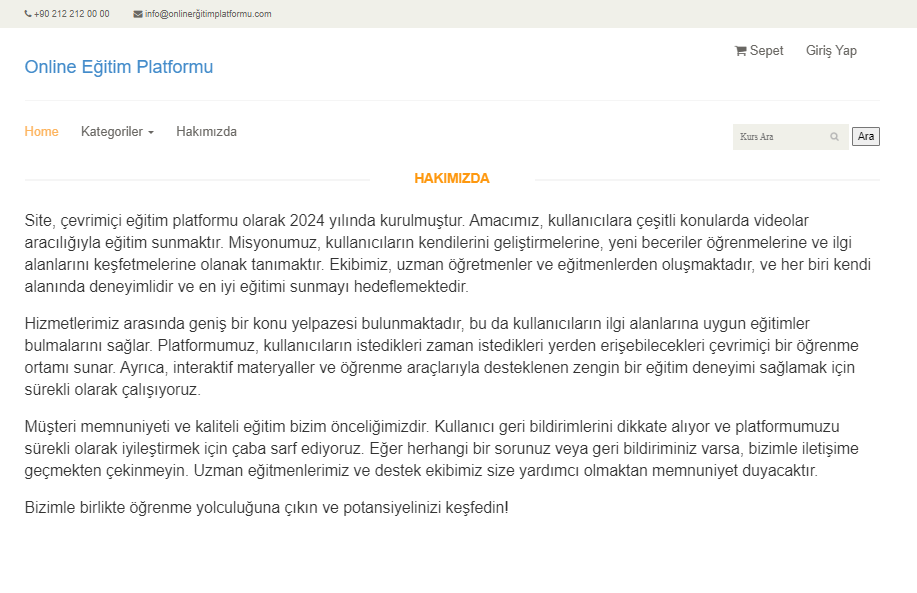 +90 212 212 00 00 info@onlinerğitimplatformu.com
Sepet Giriş Yap
Online Eğitim Platformu
Home Kategoriler Hakımızda Kurs Ara Ara
HAKIMIZDA
Site, çevrimiçi eğitim platformu olarak 2024 yılında kurulmuştur. Amacımız, kullanıcılara çeşitli konularda videolar
aracılığıyla eğitim sunmaktır. Misyonumuz, kullanıcıların kendilerini geliştirmelerine, yeni beceriler öğrenmelerine ve ilgi
alanlarını keşfetmelerine olanak tanımaktır. Ekibimiz, uzman öğretmenler ve eğitmenlerden oluşmaktadır, ve her biri kendi
alanında deneyimlidir ve en iyi eğitimi sunmayı hedeflemektedir.
Hizmetlerimiz arasında geniş bir konu yelpazesi bulunmaktadır, bu da kullanıcıların ilgi alanlarına uygun eğitimler
bulmalarını sağlar. Platformumuz, kullanıcıların istedikleri zaman istedikleri yerden erişebilecekleri çevrimiçi bir öğrenme
ortamı sunar. Ayrıca, interaktif materyaller ve öğrenme araçlarıyla desteklenen zengin bir eğitim deneyimi sağlamak için
sürekli olarak çalışıyoruz.
Müşteri memnuniyeti ve kaliteli eğitim bizim önceliğimizdir. Kullanıcı geri bildirimlerini dikkate alıyor ve platformumuzu
sürekli olarak iyileştirmek için çaba sarf ediyoruz. Eğer herhangi bir sorunuz veya geri bildiriminiz varsa, bizimle iletişime
geçmekten çekinmeyin. Uzman eğitmenlerimiz ve destek ekibimiz size yardımcı olmaktan memnuniyet duyacaktır.
Bizimle birlikte öğrenme yolculuğuna çıkın ve potansiyelinizi keşfedin!